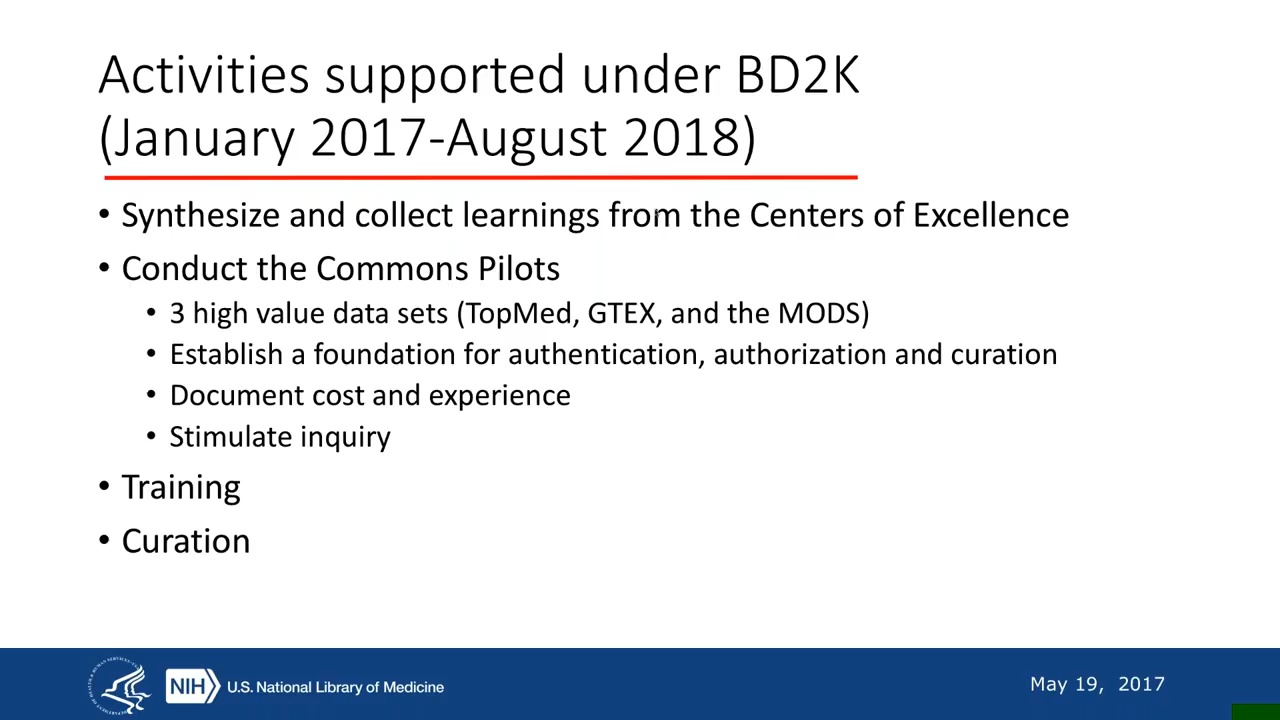 Activities supported under BD2K
(January 2017-August 2018)
• Synthesize and collect learnings from the Centers of Excellence
• Conduct the Commons Pilots
• 3 high value data sets (TopMed, GTEX, and the MODS)
• Establish a foundation for authentication, authorization and curation
• Document cost and experience
• Stimulate inquiry
• Training
• Curation
NIH U.S. National Library of Medicine
May 19, 2017